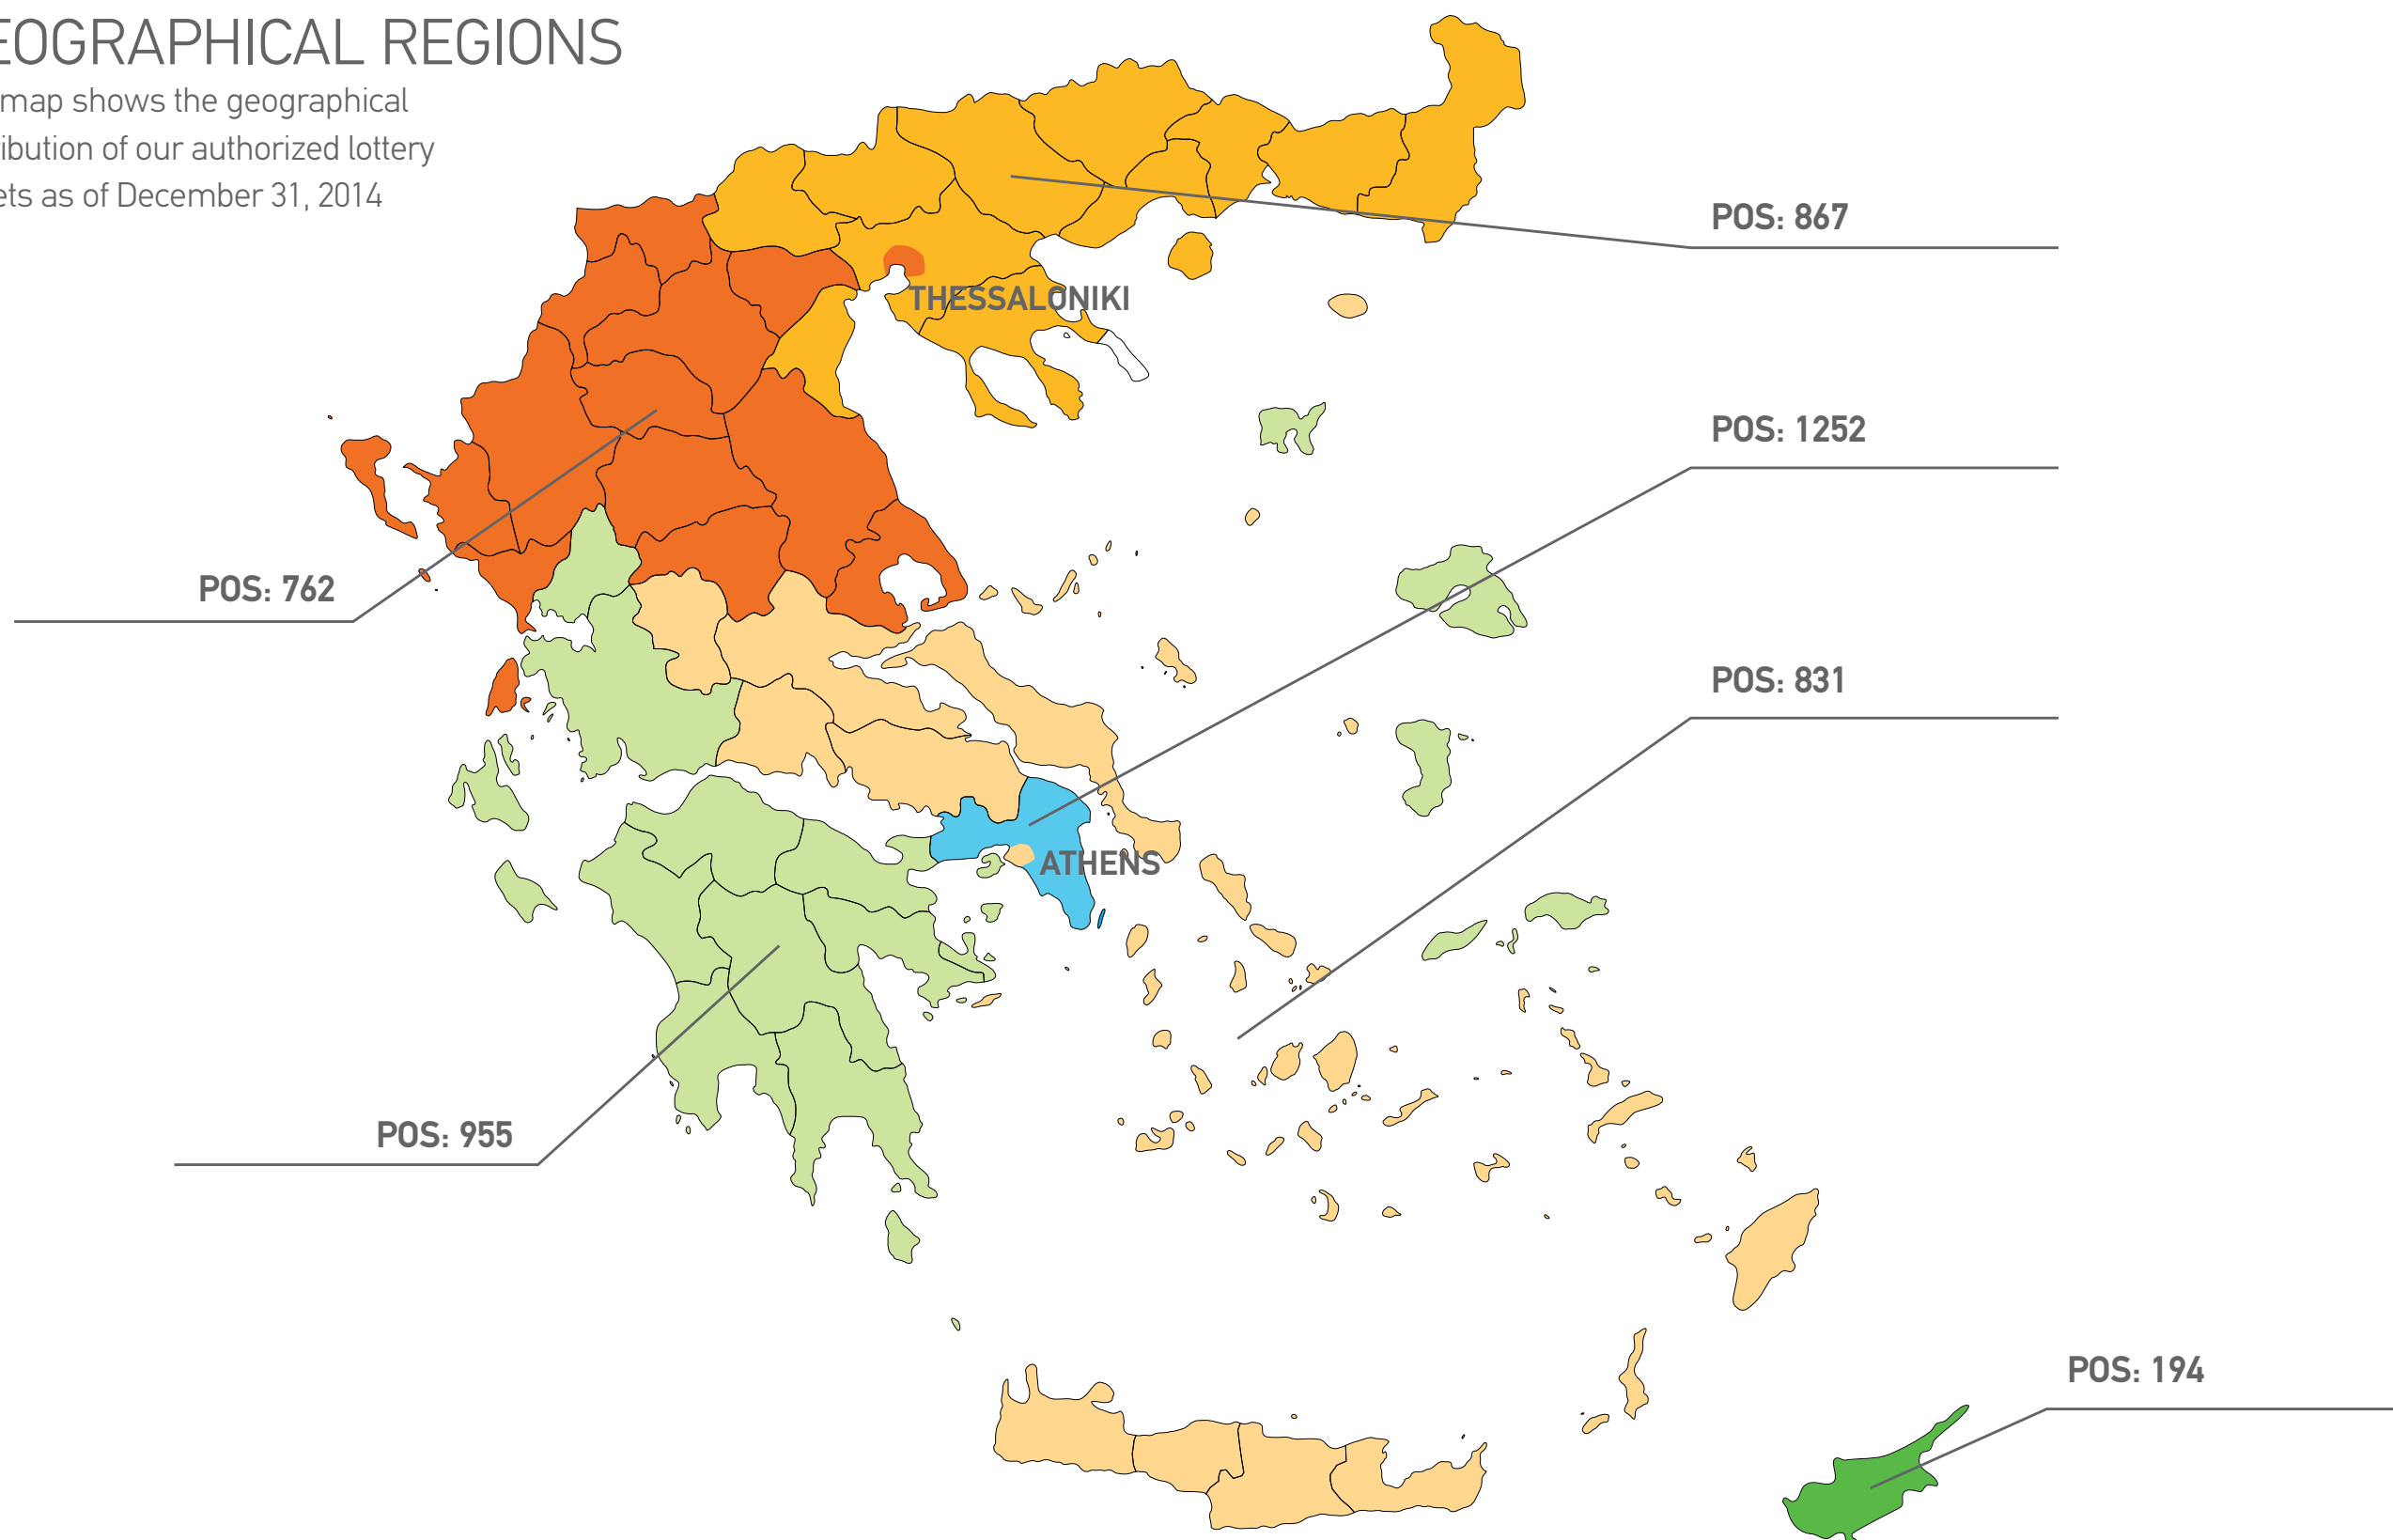 EOGRAPHICAL REGIONS
map shows the geographical
ibution of our authorized lottery
ets as of December 31, 2014
POS: 867
THESSALONIKI
POS: 1252
POS: 762
POS: 831
ATHENS
POS: 955
POS: 194